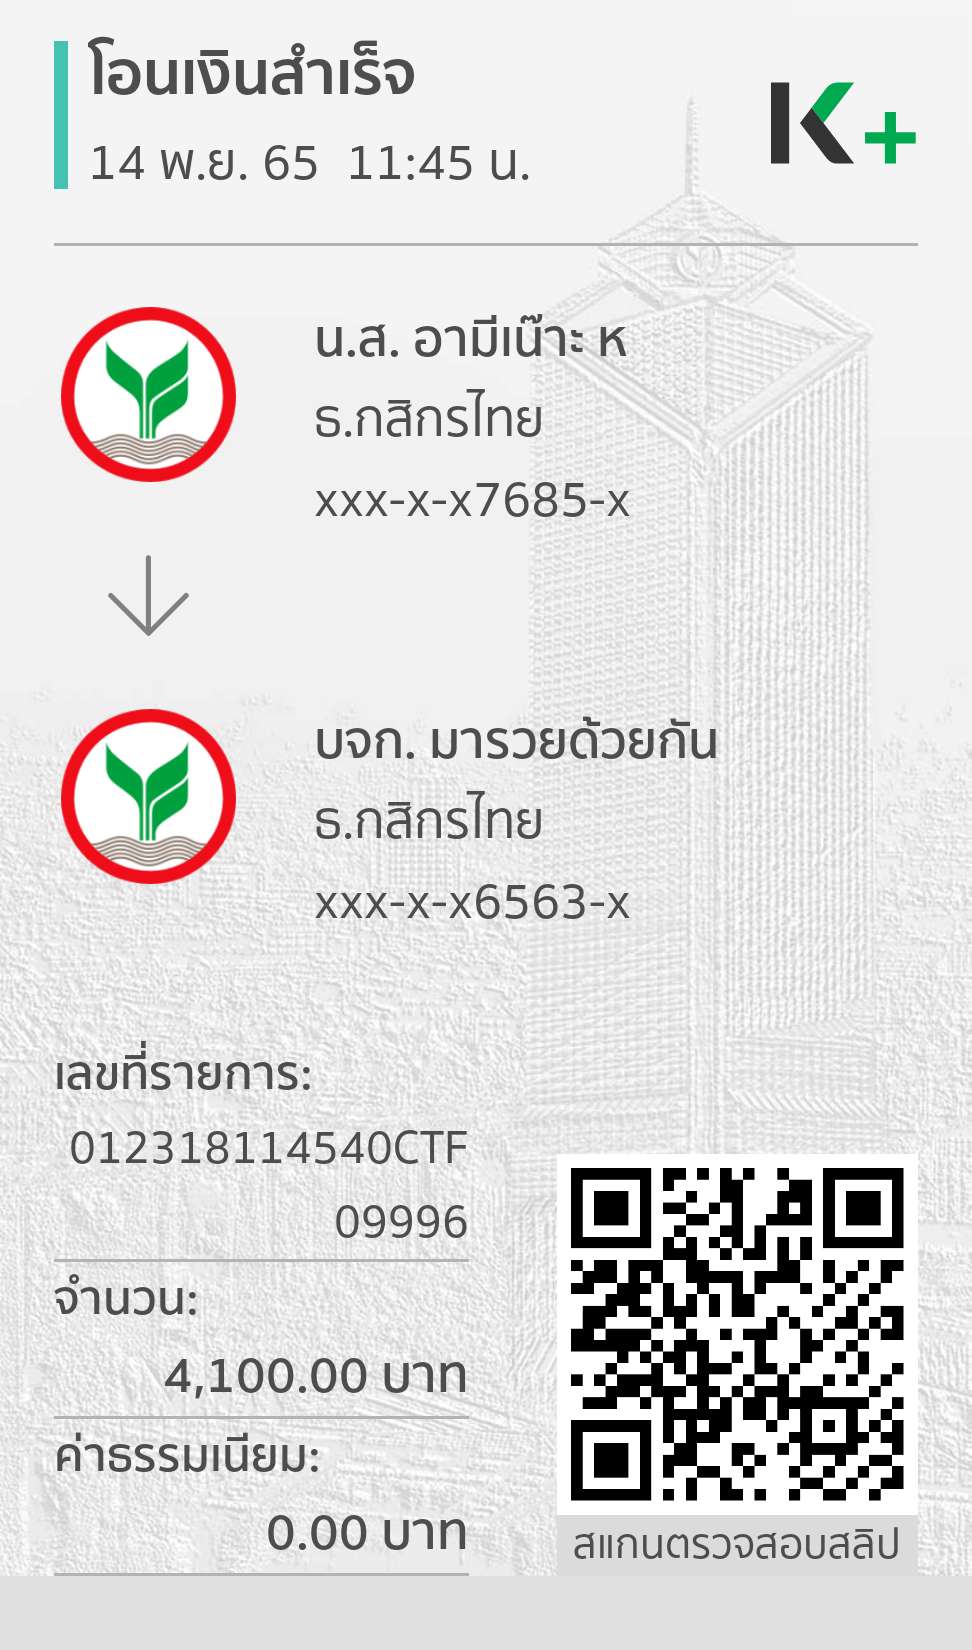 โอนเงินสำเร็จ
14 พ.ย. 65  11:45 น.
K+
น.ส. อามีเน๊าะ ห
ธ.กสิกรไทย
xxx-x-x7685-x
บจก. มารวยด้วยกัน
ธ.กสิกรไทย
xxx-x-x6563-x
เลขที่รายการ:
012318114540CTF
09996
จำนวน:
4,100.00 บาท
ค่าธรรมเนียม:
0.00 บาท
สแกนตรวจสอบสลิป